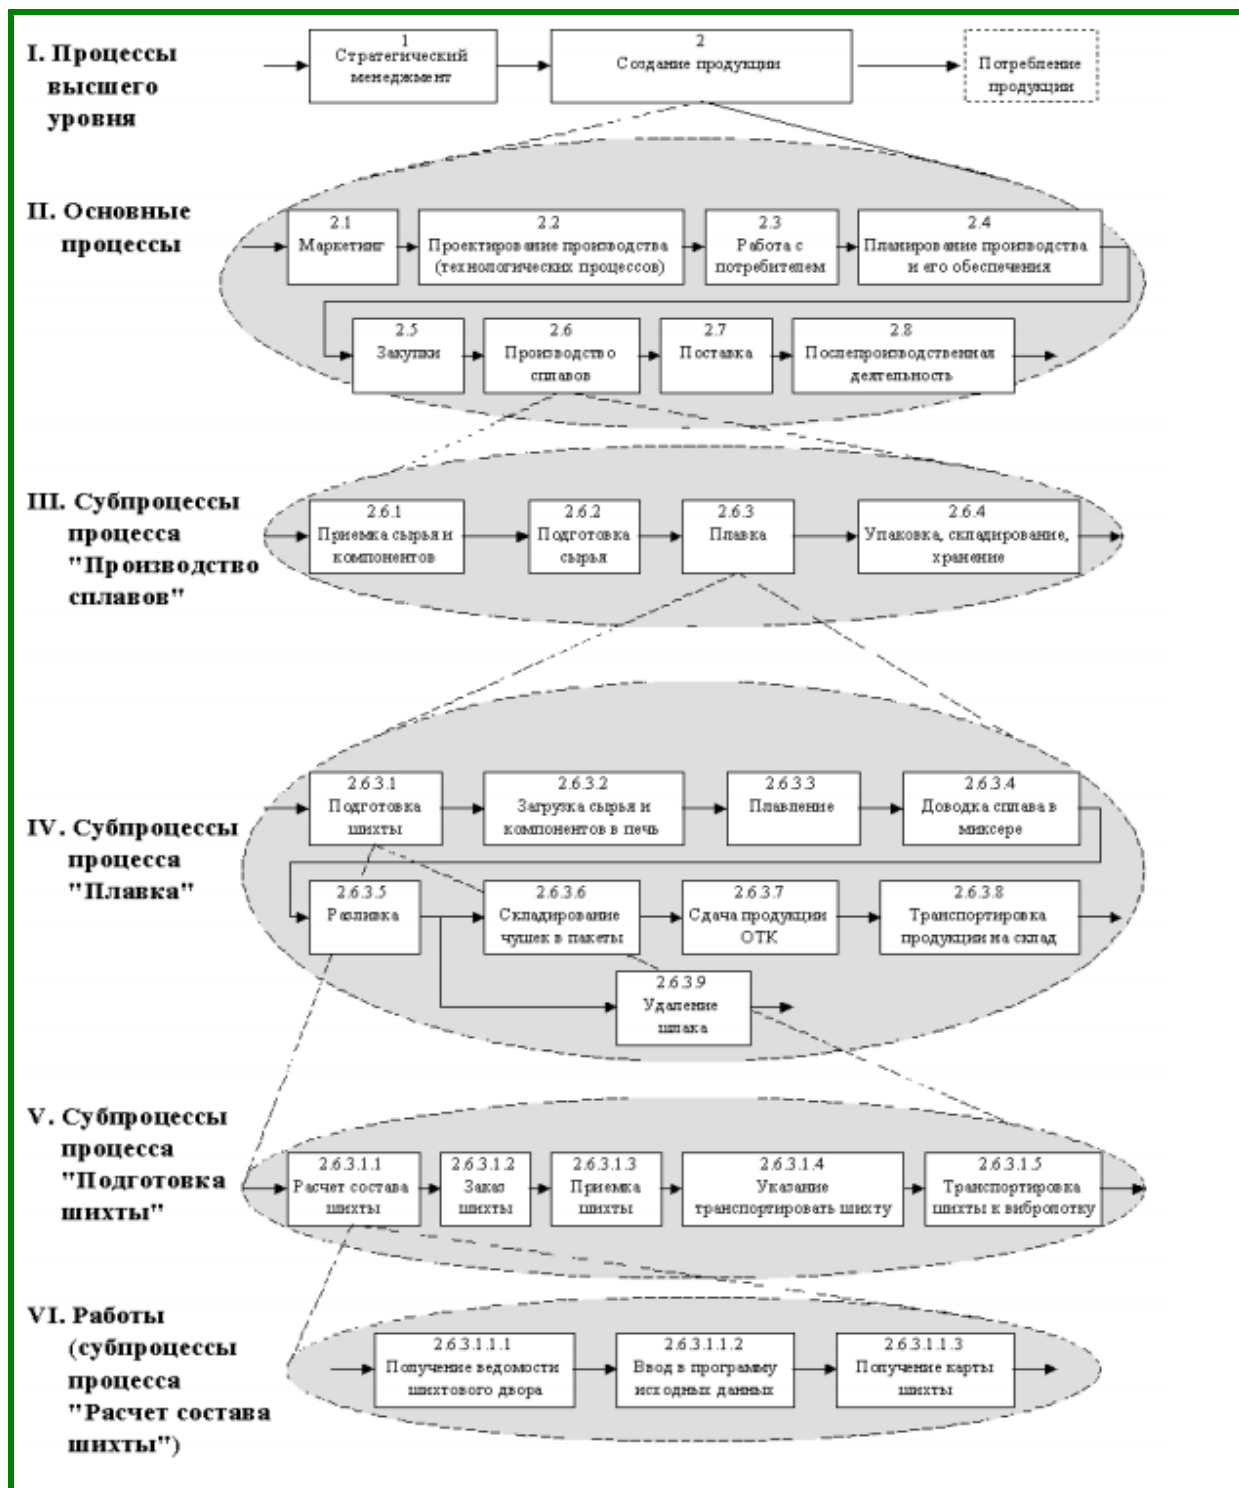 I. Процессы
высшего
уровня
1
Стратегический
менеджмент
2
Создание продукции
Потребление
продукции
II. Основные
процессы
2.1
Маркетинг
2.2
Проектирование производства
(технологических процессов)
2.3
Работа с
потребителем
2.4
Планирование производства
и его обеспечения
2.5
Закупки
2.6
Производство
сплавов
2.7
Поставка
2.8
Послепроизводственная
деятельность
III. Субпроцессы
процесса
"Производство
сплавов"
2.6.1
Приемка сырья и
компонентов
2.6.2
Подготовка
сырья
2.6.3
Плавка
2.6.4
Упаковка, складирование,
хранение
IV. Субпроцессы
процесса
"Плавка"
2.6.3.1
Подготовка
шихты
2.6.3.2
Загрузка сырья и
компонентов в печь
2.6.3.3
Плавление
2.6.3.4
Доводка сплава в
миксере
2.6.3.5
Разливка
2.6.3.6
Складирование
чушек в пакеты
2.6.3.7
Сдача продукции
ОТК
2.6.3.8
Транспортировка
продукции на склад
2.6.3.9
Удаление
шлака
V. Субпроцессы
процесса
"Подготовка
шихты"
2.6.3.1.1
Расчет состава
шихты
2.6.3.1.2
Заказ
шихты
2.6.3.1.3
Приемка
шихты
2.6.3.1.4
Указание
транспортировать шихту
2.6.3.1.5
Транспортировка
шихты к вибролотку
VI. Работы
(субпроцессы
процесса
"Расчет состава
шихты")
2.6.3.1.1.1
Получение ведомости
шихтового двора
2.6.3.1.1.2
Ввод в программу
исходных данных
2.6.3.1.1.3
Получение карты
шихты